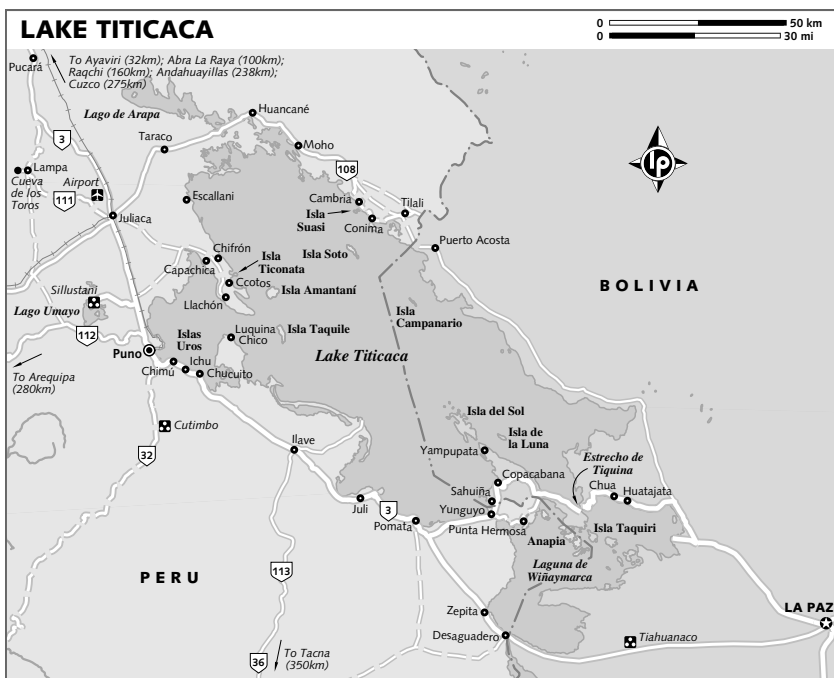 LAKE TITICACA
0 50 km
0 30 mi
To Ayaviri (32km); Abra La Raya (100km);
Raqchi (160km); Andahuayillas (238km);
Cuzco (275km)
Pucará
Huancané
Lago de Arapa
3
Taraco
Moho
lp
108
Lampa
Cueva
de los
Toros
Airport
111
Escallani
Cambria
Tilali
Isla
Suasi
Conima
Juliaca
Puerto Acosta
Chifrón
Isla
Ticonata
Isla Soto
Capachica
Ccotos
BOLIVIA
Sillustani
Isla Amantaní
Llachón
Lago Umayo
Isla
Campanario
112
Islas
Uros
Luquina
Chico
Isla Taquile
Puno
Lake Titicaca
Ichu
Chimú
Chucuito
To Arequipa
(280km)
Isla del Sol
Cutimbo
Isla de
la Luna
32
Ilave
Yampupata
Estrecho de
Tiquina
Copacabana
Chua
Huatajata
Sahuiña
Juli
3
Yunguyo
Pomata
Punta Hermosa
Isla Taquiri
Anapia
Laguna de
Wiñaymarca
PERU
113
Zepita
LA PAZ
Desaguadero
Tiahuanaco
36
To Tacna
(350km)